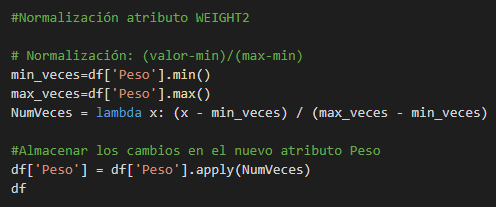 #Normalización atributo WEIGHT2
# Normalización: (valor-min)/(max-min)
min_veces=df['Peso'].min()
max_veces=df['Peso'].max()
NumVeces = lambda x: (x - min_veces) / (max_veces - min_veces)
#Almacenar los cambios en el nuevo atributo Peso
df['Peso'] = df['Peso'].apply(NumVeces)
df